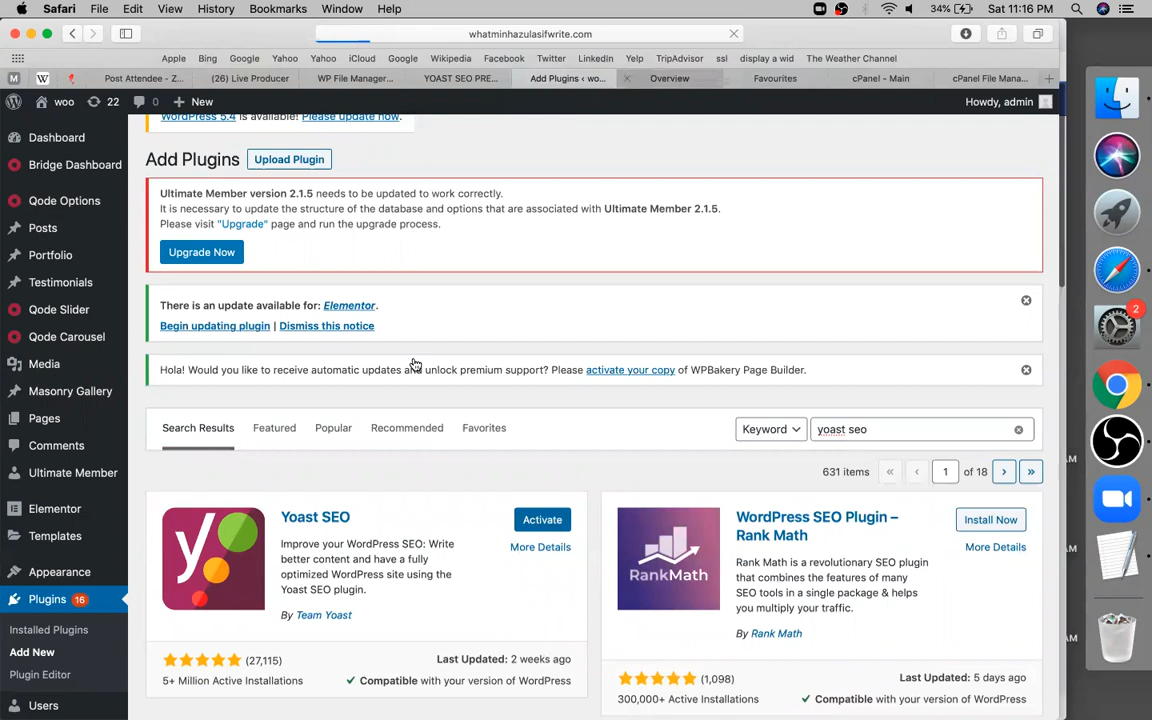 Safari File Edit View History Bookmarks Window Help 34% Sat 11:16 PM
whatminhazulasifwrite.com
Apple Bing Google Yahoo Yahoo iCloud Google Wikipedia Facebook Twitter LinkedIn Yelp TripAdvisor ssl display a wid The Weather Channel
M W Post Attendee - Z... (26) Live Producer WP File Manager... YOAST SEO PRE... Add Plugins ‹ wo... Overview Favourites cPanel - Main cPanel File Mana...
woo 22 0 New Howdy, admin
WordPress 5.4 is available! Please update now.
Dashboard
Bridge Dashboard
Qode Options
Posts
Portfolio
Testimonials
Qode Slider
Qode Carousel
Media
Masonry Gallery
Pages
Comments
Ultimate Member
Elementor
Templates
Appearance
Plugins 16
Installed Plugins
Add New
Plugin Editor
Users
Add Plugins Upload Plugin
Ultimate Member version 2.1.5 needs to be updated to work correctly.
It is necessary to update the structure of the database and options that are associated with Ultimate Member 2.1.5.
Please visit "Upgrade" page and run the upgrade process.
Upgrade Now
There is an update available for: Elementor.
Begin updating plugin | Dismiss this notice
Hola! Would you like to receive automatic updates and unlock premium support? Please activate your copy of WPBakery Page Builder.
Search Results Featured Popular Recommended Favorites Keyword yoast seo
631 items « ‹ 1 of 18 › »
Yoast SEO
Activate
More Details
Improve your WordPress SEO: Write
better content and have a fully
optimized WordPress site using the
Yoast SEO plugin.
By Team Yoast
(27,115)
5+ Million Active Installations
Last Updated: 2 weeks ago
Compatible with your version of WordPress
RankMath
WordPress SEO Plugin –
Rank Math
Install Now
More Details
Rank Math is a revolutionary SEO plugin
that combines the features of many
SEO tools in a single package & helps
you multiply your traffic.
By Rank Math
(1,098)
300,000+ Active Installations
Last Updated: 5 days ago
Compatible with your version of WordPress
2
AM
AM
AM